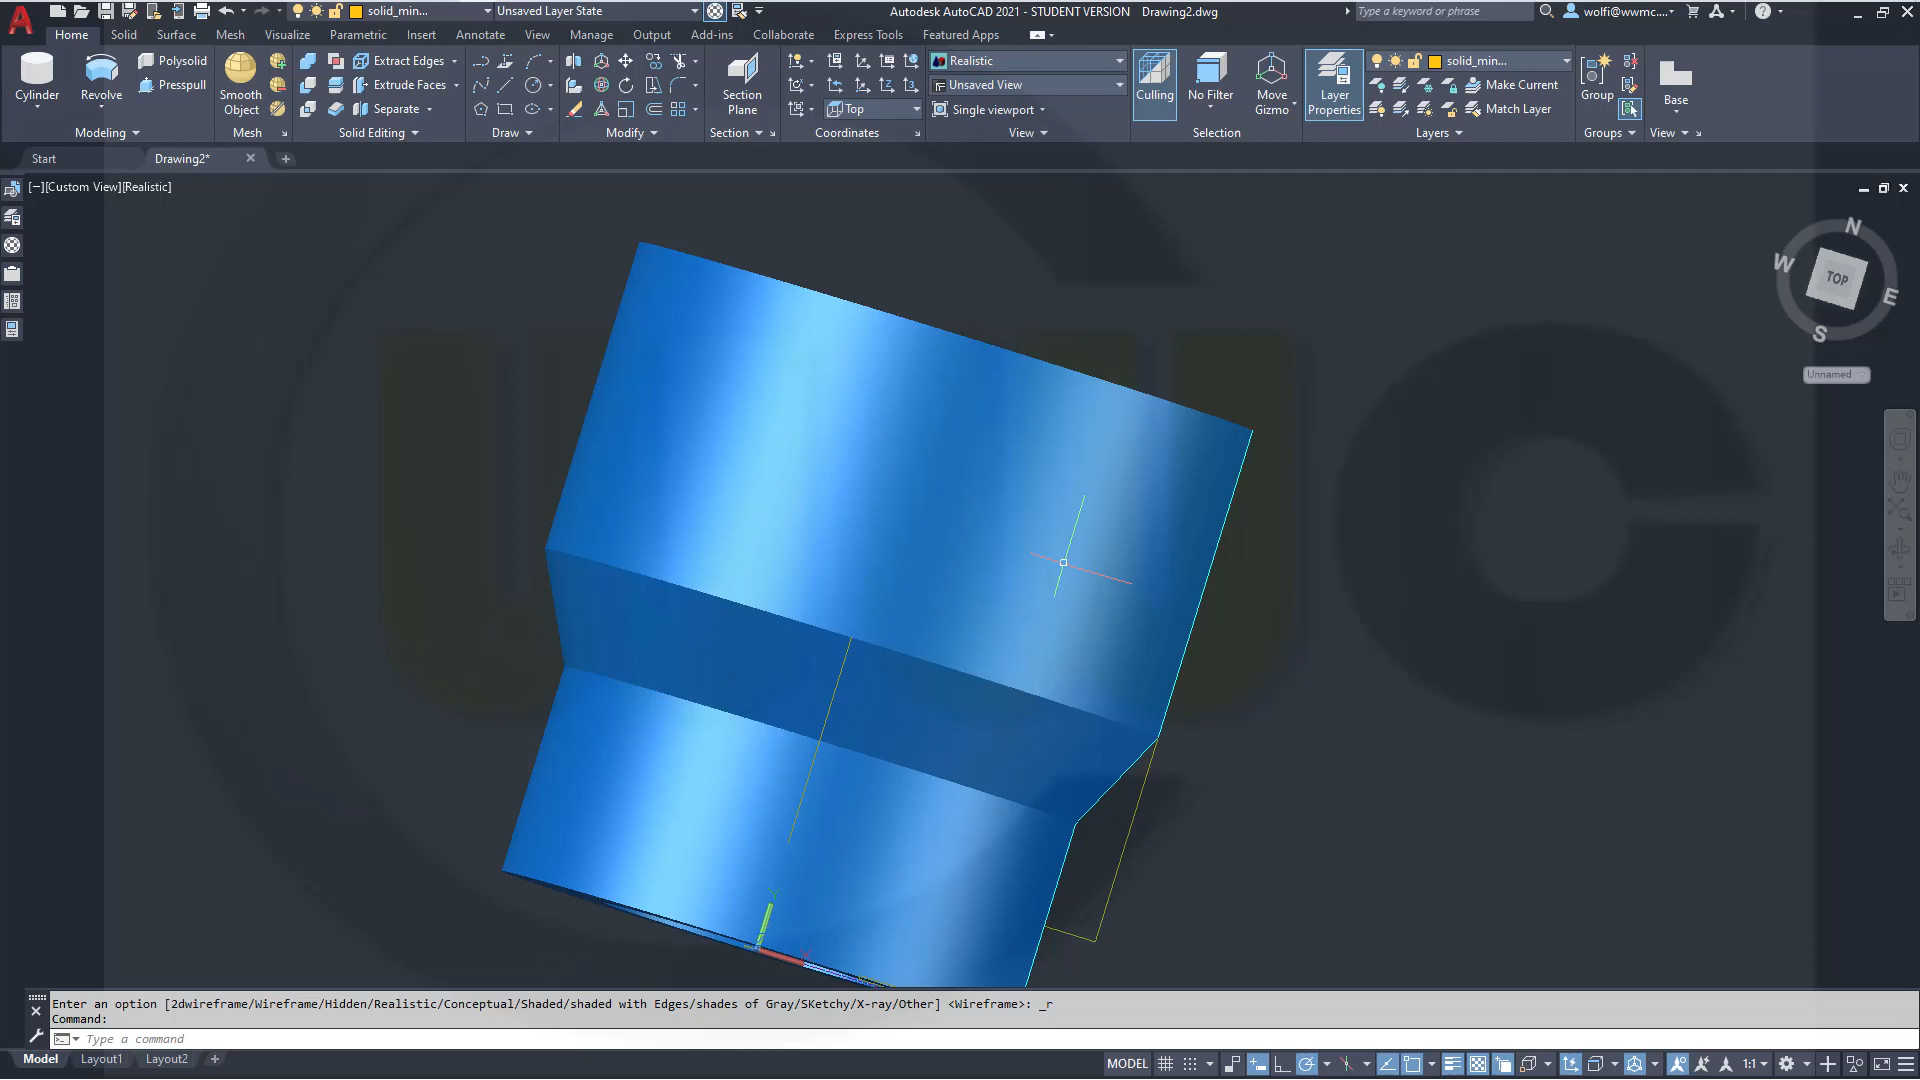 solid_min...
Unsaved Layer State
Autodesk AutoCAD 2021 - STUDENT VERSION Drawing2.dwg
Type a keyword or phrase
wolfi@wwmc....
Home Solid Surface Mesh Visualize Parametric Insert Annotate View Manage Output Add-ins Collaborate Express Tools Featured Apps
Cylinder
Revolve
Polysolid
Presspull
Smooth
Object
Extract Edges
Extrude Faces
Separate
Section
Plane
Top
Realistic
Unsaved View
Single viewport
Culling
No Filter
Move
Gizmo
Layer
Properties
solid_min...
Make Current
Match Layer
Group
Base
Modeling
Mesh
Solid Editing
Draw
Modify
Section
Coordinates
View
Selection
Layers
Groups
View
Start
Drawing2*
[−][Custom View][Realistic]
N
W
TOP
E
S
Unnamed
Y
X
Enter an option [2dwireframe/Wireframe/Hidden/Realistic/Conceptual/Shaded/shaded with Edges/shades of Gray/SKetchy/X-ray/Other] <Wireframe>: _r
Command:
Type a command
Model Layout1 Layout2
MODEL
1:1